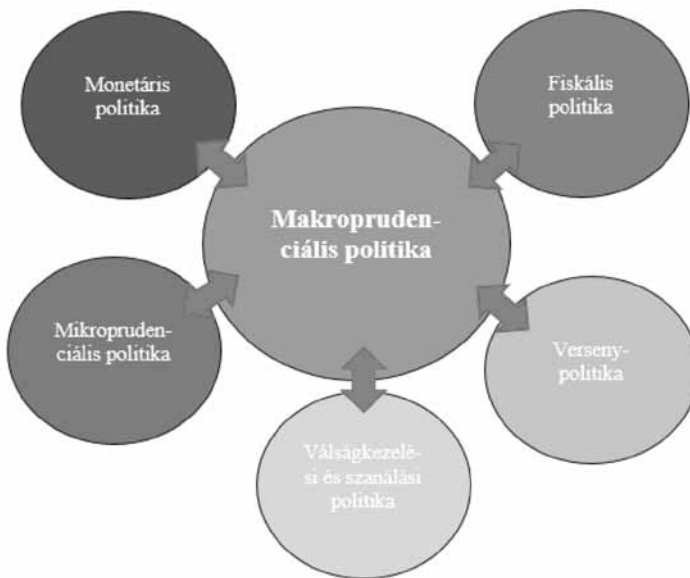 Monetáris
politika
Fiskális
politika
Makropruden-
ciális politika
Mikropruden-
ciális politika
Verseny-
politika
Válságkezelé-
si és szanálási
politika